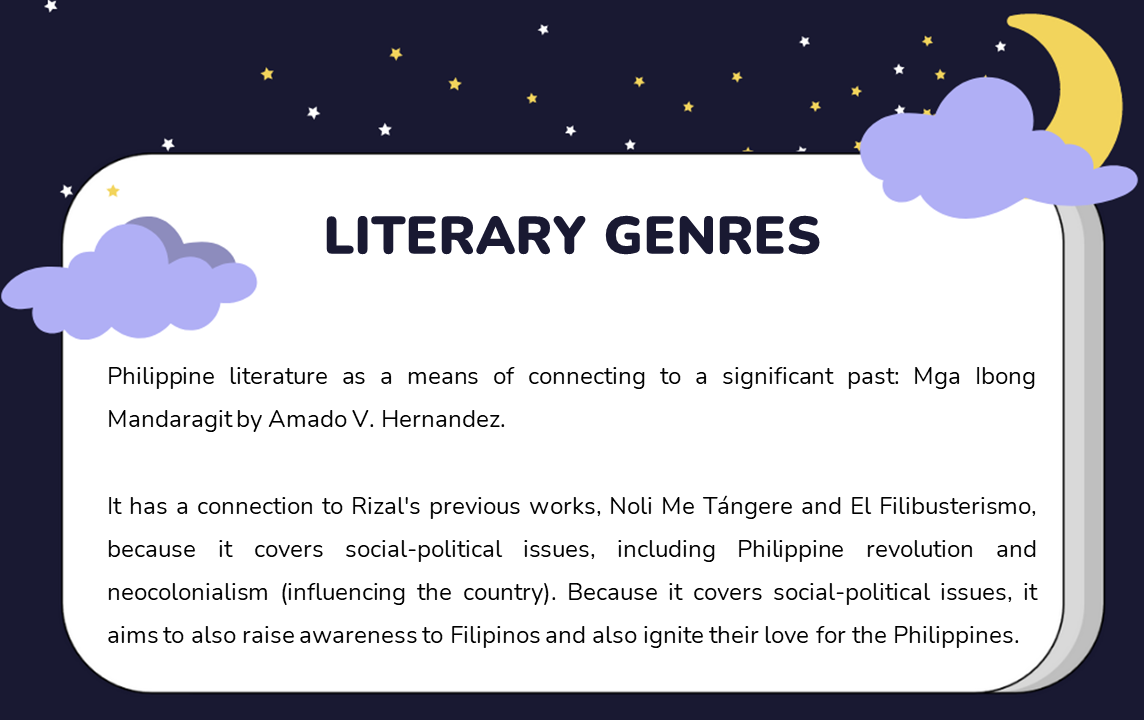 LITERARY GENRES
Philippine literature as a means of connecting to a significant past: Mga Ibong
Mandaragit by Amado V. Hernandez.
It has a connection to Rizal's previous works, Noli Me Tángere and El Filibusterismo,
because it covers social-political issues, including Philippine revolution and
neocolonialism (influencing the country). Because it covers social-political issues, it
aims to also raise awareness to Filipinos and also ignite their love for the Philippines.